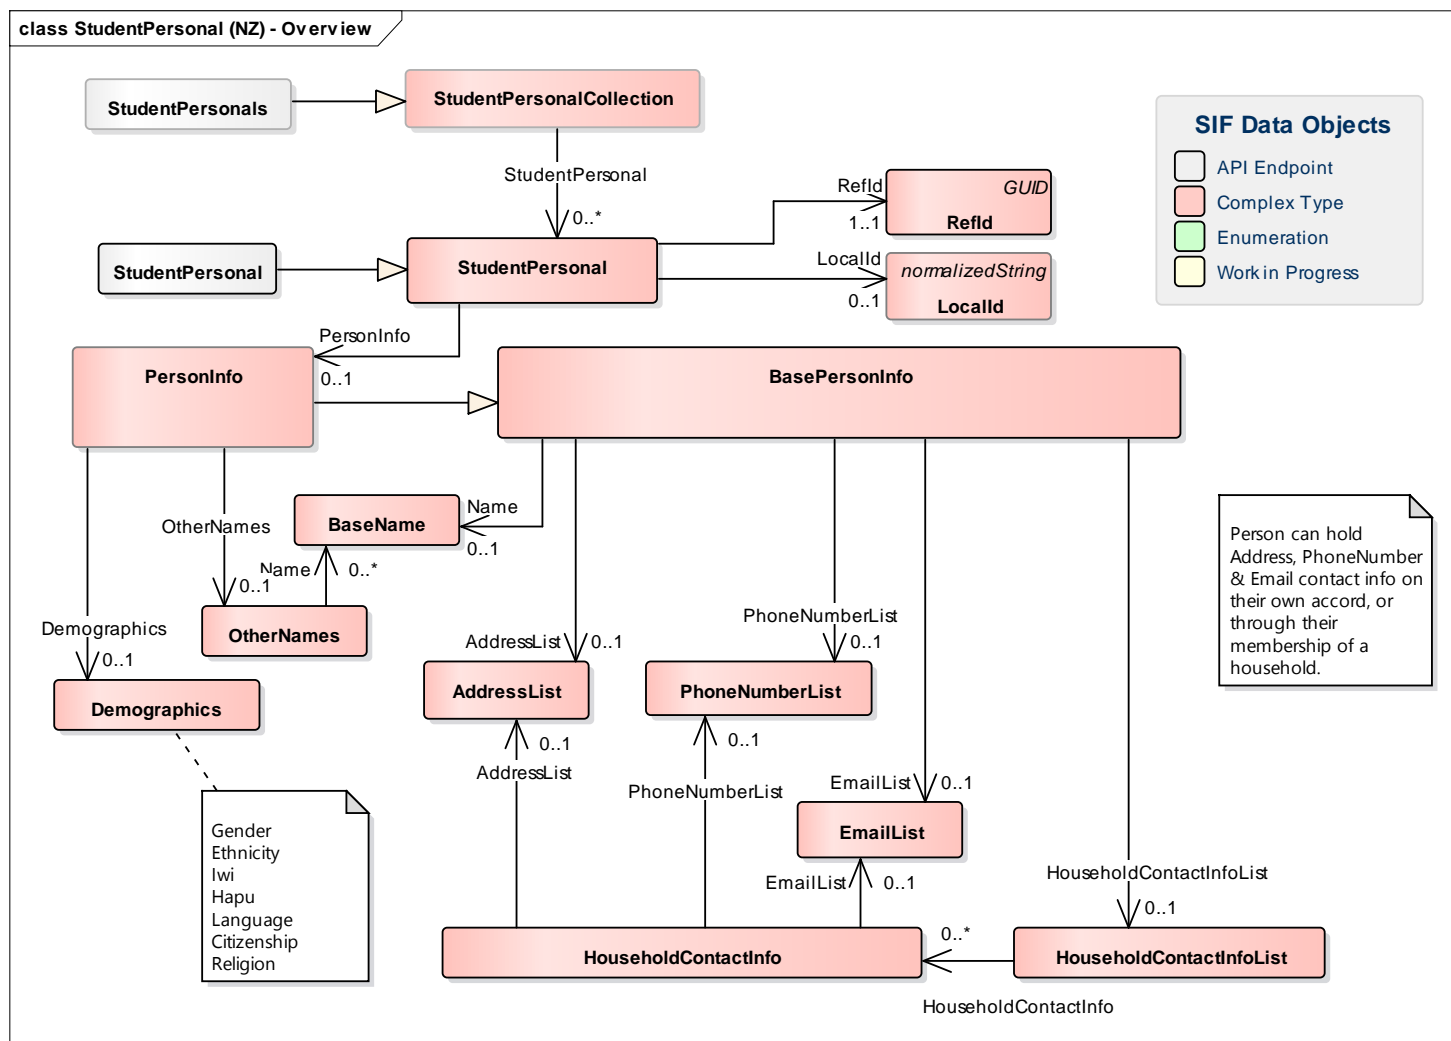 class StudentPersonal (NZ) - Overview
StudentPersonals
StudentPersonalCollection
SIF Data Objects
API Endpoint
Complex Type
Enumeration
Work in Progress
StudentPersonal
0..*
RefId
1..1
GUID
RefId
StudentPersonal
StudentPersonal
LocalId
0..1
normalizedString
LocalId
PersonInfo
0..1
PersonInfo
BasePersonInfo
Name
0..1
BaseName
OtherNames
0..1
Name
0..*
OtherNames
Demographics
0..1
Demographics
Gender
Ethnicity
Iwi
Hapu
Language
Citizenship
Religion
AddressList
0..1
AddressList
0..1
AddressList
PhoneNumberList
0..1
PhoneNumberList
0..1
PhoneNumberList
EmailList
0..1
EmailList
EmailList
0..1
Person can hold
Address, PhoneNumber
& Email contact info on
their own accord, or
through their
membership of a
household.
HouseholdContactInfoList
0..1
HouseholdContactInfo
0..*
HouseholdContactInfoList
HouseholdContactInfo